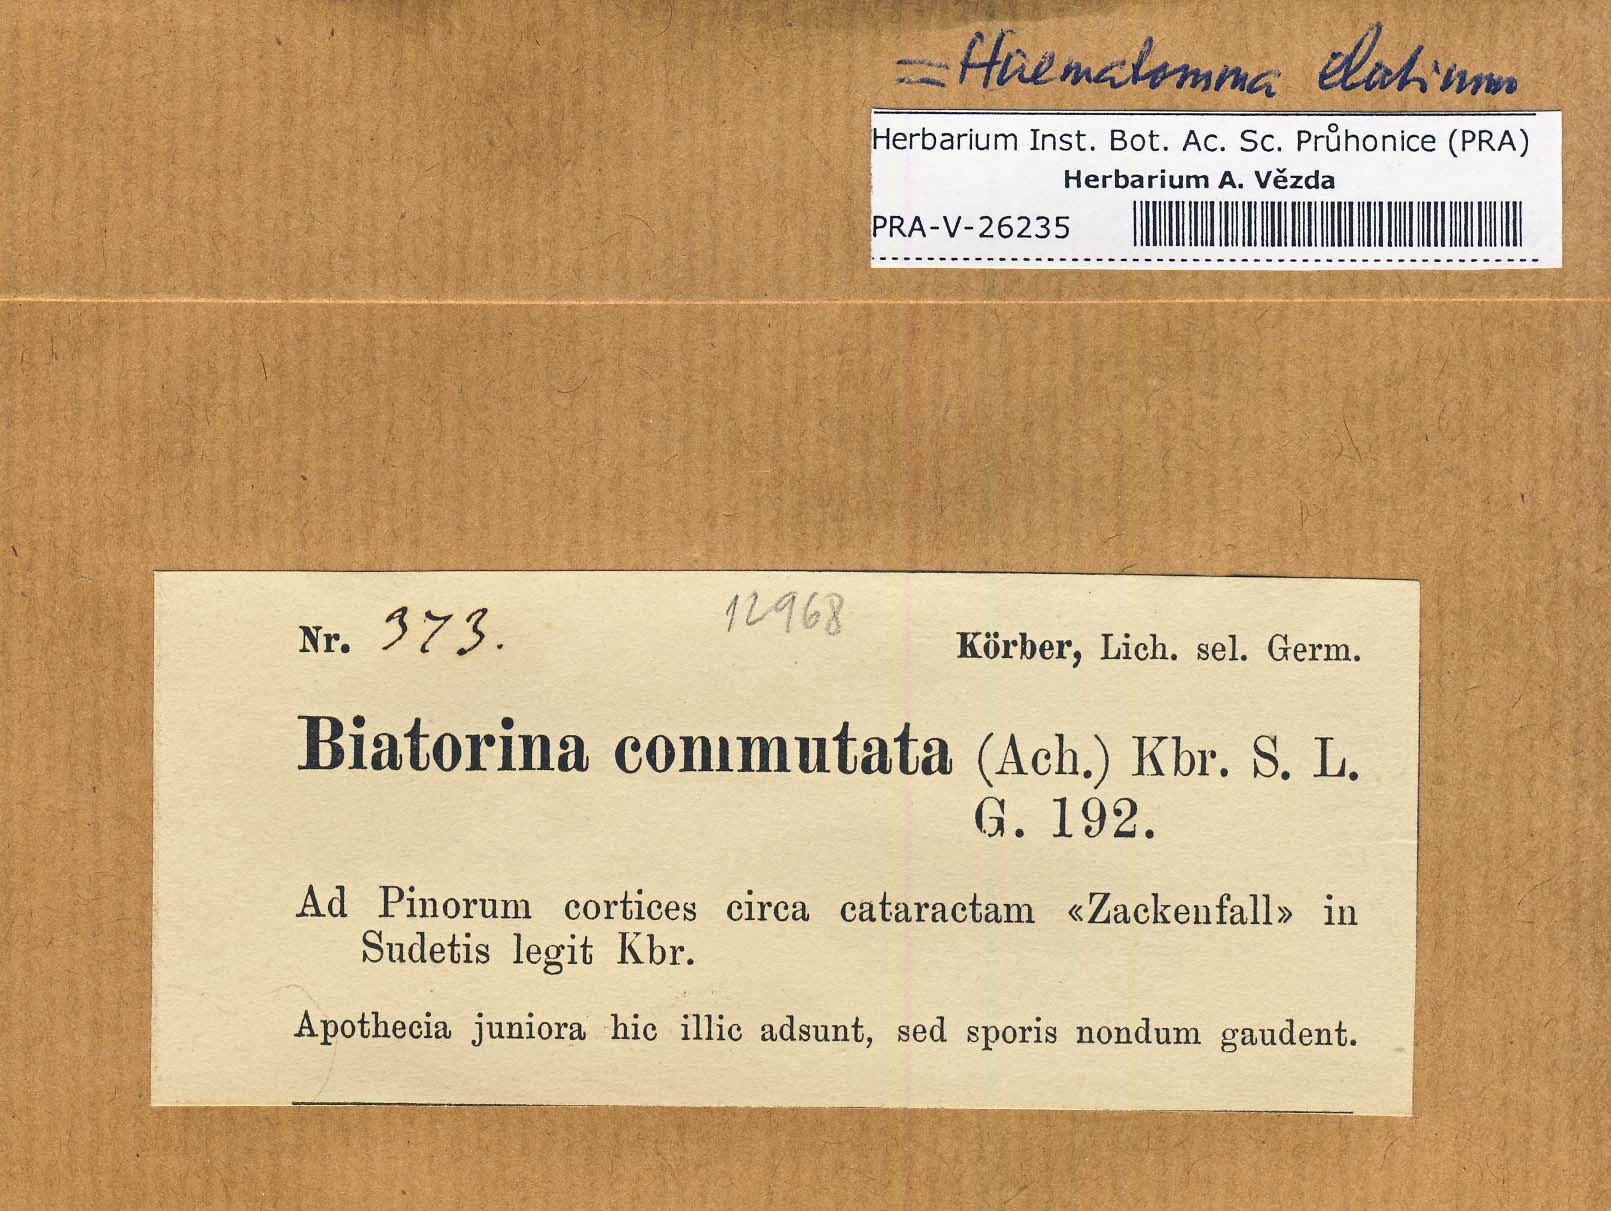 = Haematomma elatinum
Herbarium Inst. Bot. Ac. Sc. Průhonice (PRA)
Herbarium A. Vězda
PRA-V-26235
12968
Nr. 373.
Körber, Lich. sel. Germ.
Biatorina commutata (Ach.) Kbr. S. L.
G. 192.
Ad Pinorum cortices circa cataractam «Zackenfall» in
Sudetis legit Kbr.
Apothecia juniora hic illic adsunt, sed sporis nondum gaudent.